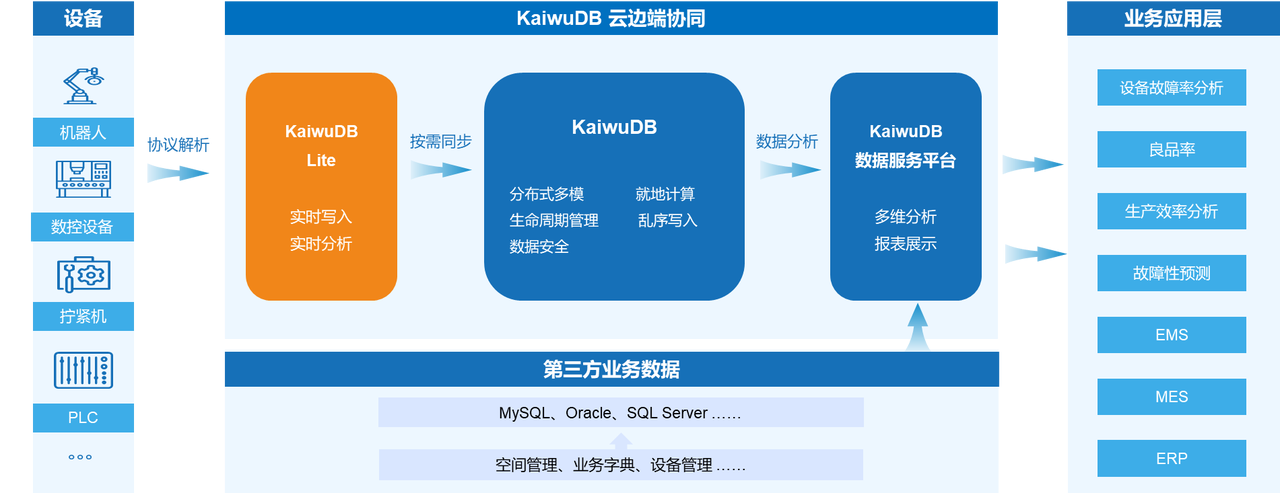 设备
机器人
数控设备
拧紧机
PLC
协议解析
KaiwuDB 云边端协同
KaiwuDB
Lite
实时写入
实时分析
按需同步
KaiwuDB
分布式多模 就地计算
生命周期管理 乱序写入
数据安全
数据分析
KaiwuDB
数据服务平台
多维分析
报表展示
第三方业务数据
MySQL、Oracle、SQL Server ……
空间管理、业务字典、设备管理 ……
业务应用层
设备故障率分析
良品率
生产效率分析
故障性预测
EMS
MES
ERP